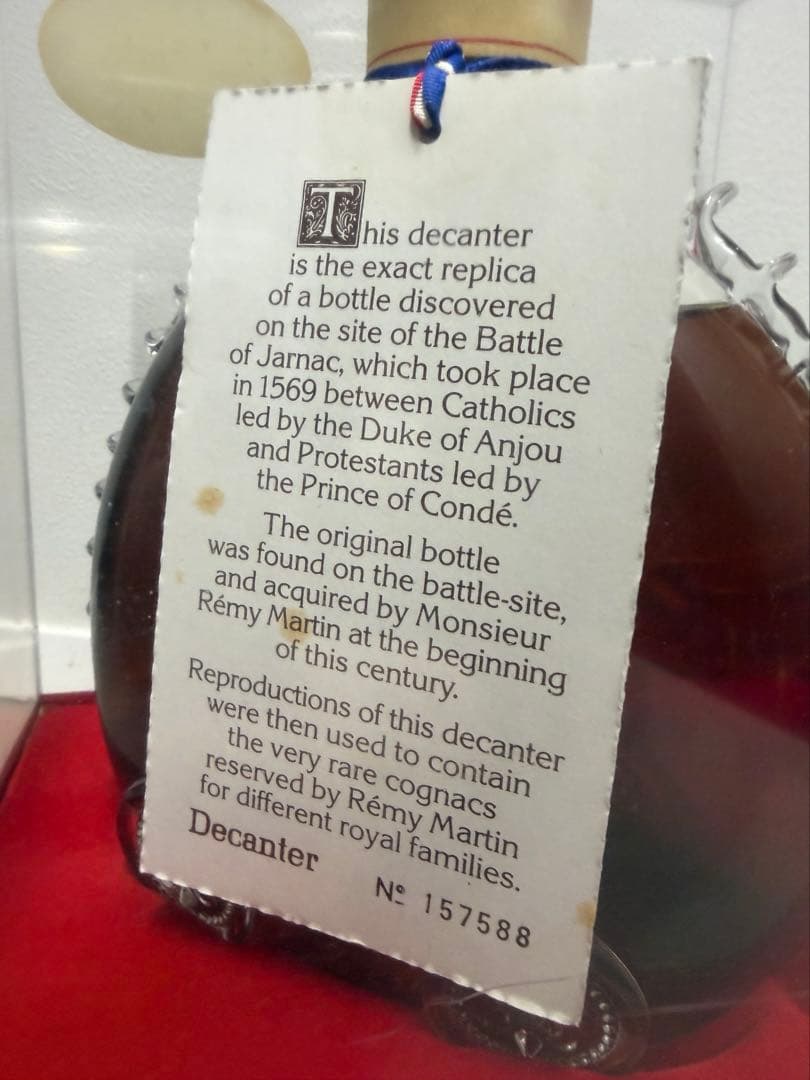 This decanter
is the exact replica
of a bottle discovered
on the site of the Battle
of Jarnac, which took place
in 1569 between Catholics
led by the Duke of Anjou
and Protestants led by
the Prince of Condé.
The original bottle
was found on the battle-site,
and acquired by Monsieur
Rémy Martin at the beginning
of this century.
Reproductions of this decanter
were then used to contain
the very rare cognacs
reserved by Rémy Martin
for different royal families.
Decanter
Nº 157588